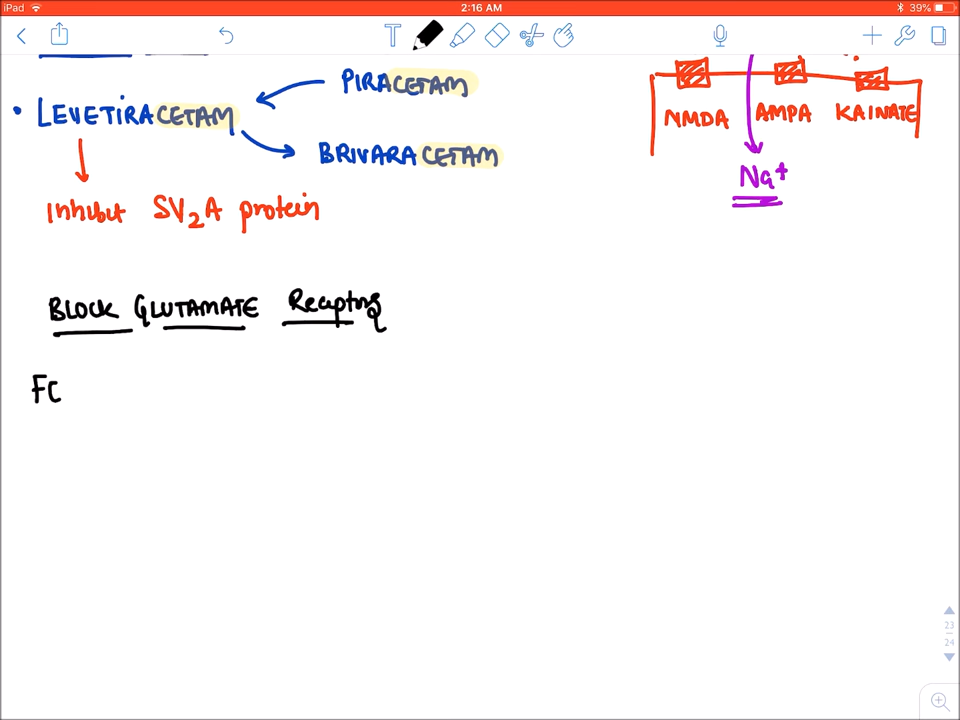 iPad 2:16 AM 39%
T
PIRACETAM
• LEVETIRACETAM
BRIVARACETAM
Inhibit SV2A protein
NMDA AMPA KAINATE
Na+
BLOCK GLUTAMATE Receptors
FC
23
24